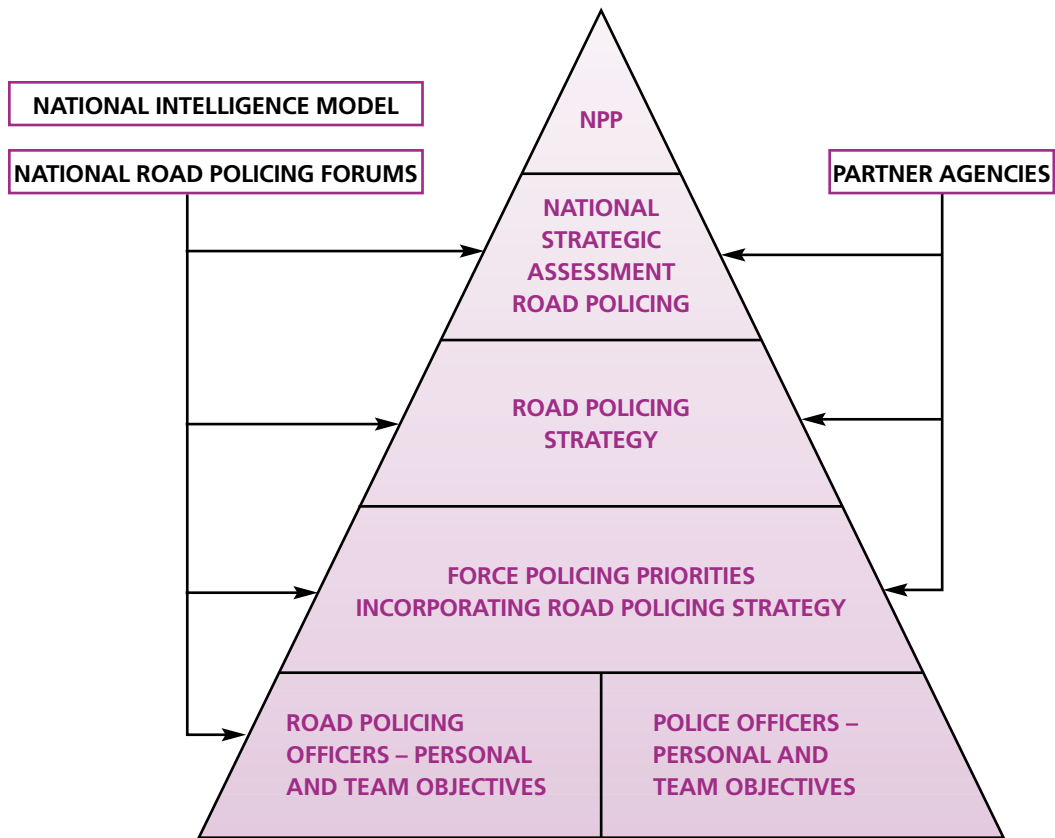 NATIONAL INTELLIGENCE MODEL
NATIONAL ROAD POLICING FORUMS
PARTNER AGENCIES
NPP
NATIONAL
STRATEGIC
ASSESSMENT
ROAD POLICING
ROAD POLICING
STRATEGY
FORCE POLICING PRIORITIES
INCORPORATING ROAD POLICING STRATEGY
ROAD POLICING
OFFICERS – PERSONAL
AND TEAM OBJECTIVES
POLICE OFFICERS –
PERSONAL AND
TEAM OBJECTIVES